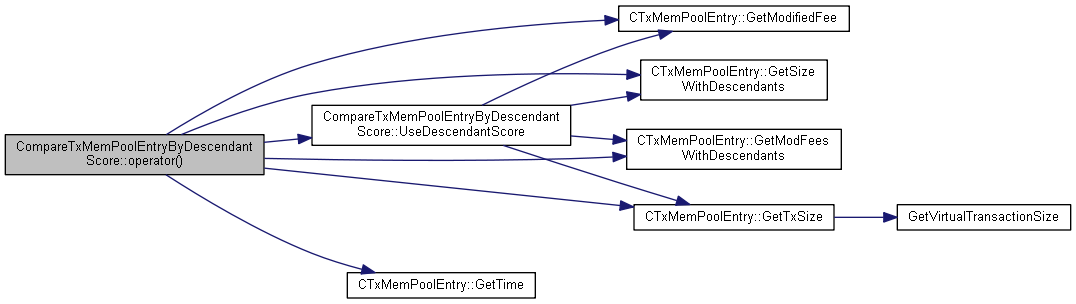 CTxMemPoolEntry::GetModifiedFee
CTxMemPoolEntry::GetSize
WithDescendants
CompareTxMemPoolEntryByDescendant
Score::UseDescendantScore
CompareTxMemPoolEntryByDescendant
Score::operator()
CTxMemPoolEntry::GetModFees
WithDescendants
CTxMemPoolEntry::GetTxSize
GetVirtualTransactionSize
CTxMemPoolEntry::GetTime